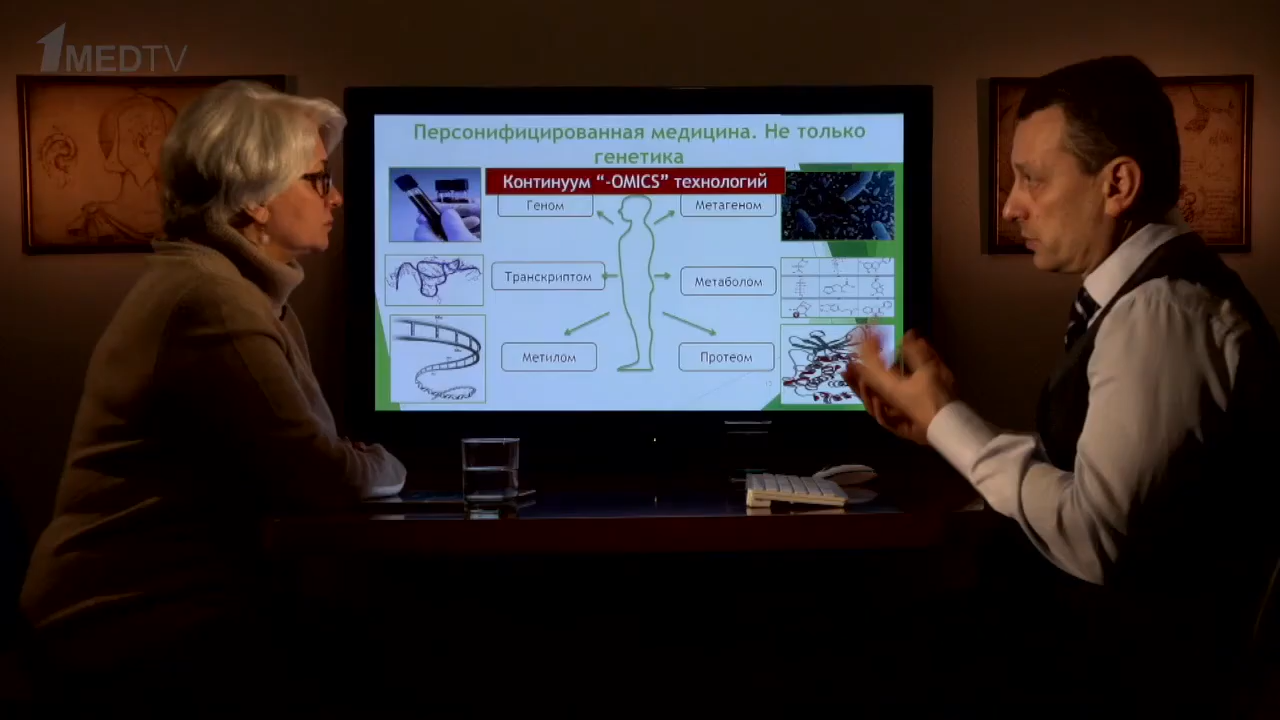 1MEDTV
Персонифицированная медицина. Не только
генетика
Континуум “-OMICS” технологий
Геном
Метагеном
Транскриптом
Метаболом
Метилом
Протеом